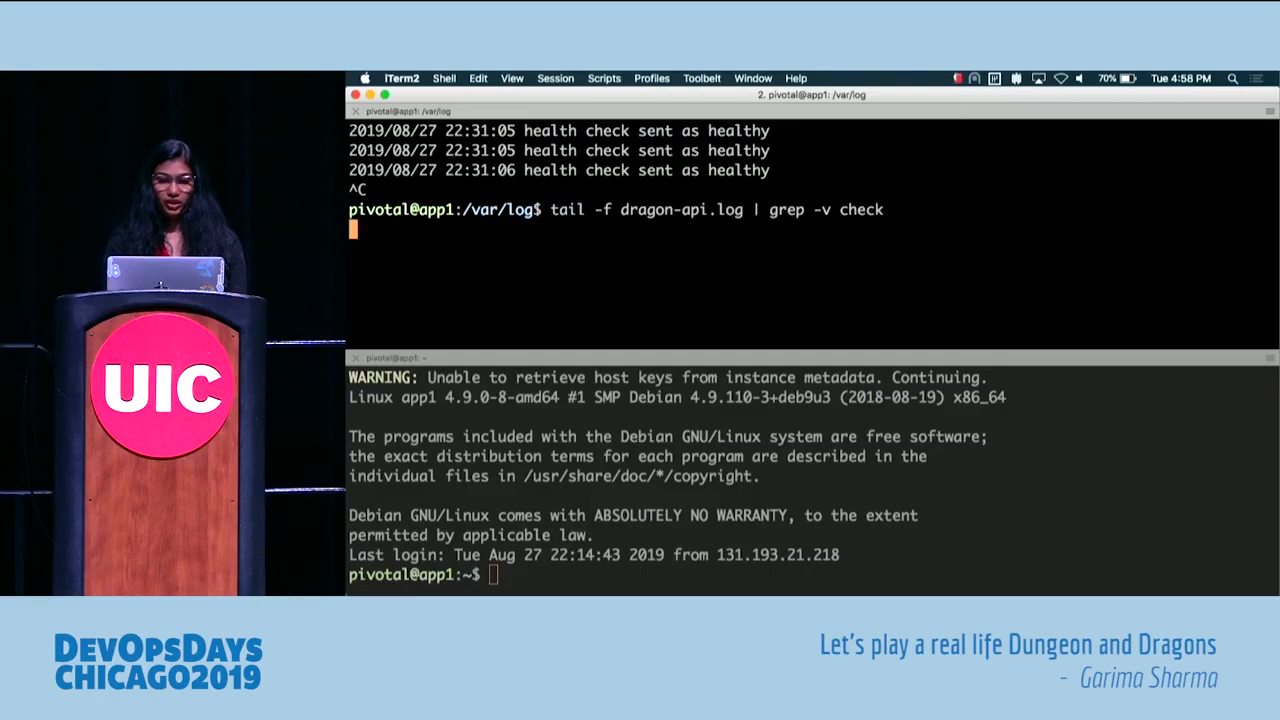 iTerm2 Shell Edit View Session Scripts Profiles Toolbelt Window Help 70% Tue 4:58 PM
2. pivotal@app1: /var/log
pivotal@app1: /var/log
2019/08/27 22:31:05 health check sent as healthy
2019/08/27 22:31:05 health check sent as healthy
2019/08/27 22:31:06 health check sent as healthy
^C
pivotal@app1:/var/log$ tail -f dragon-api.log | grep -v check
pivotal@app1: ~
WARNING: Unable to retrieve host keys from instance metadata. Continuing.
Linux app1 4.9.0-8-amd64 #1 SMP Debian 4.9.110-3+deb9u3 (2018-08-19) x86_64
The programs included with the Debian GNU/Linux system are free software;
the exact distribution terms for each program are described in the
individual files in /usr/share/doc/*/copyright.
Debian GNU/Linux comes with ABSOLUTELY NO WARRANTY, to the extent
permitted by applicable law.
Last login: Tue Aug 27 22:14:43 2019 from 131.193.21.218
pivotal@app1:~$
UIC
DevOpsDays
CHICAGO2019
Let's play a real life Dungeon and Dragons
- Garima Sharma